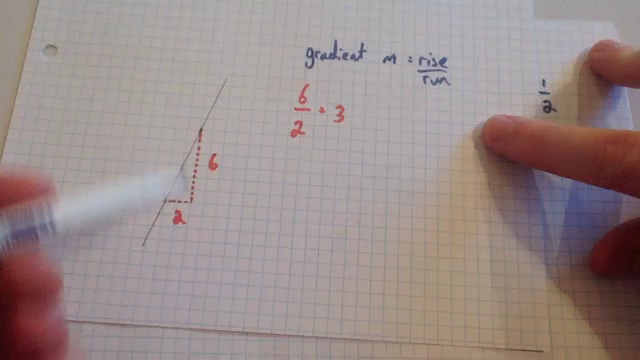 gradient m = rise/run
6/2 = 3
1/2
6
2